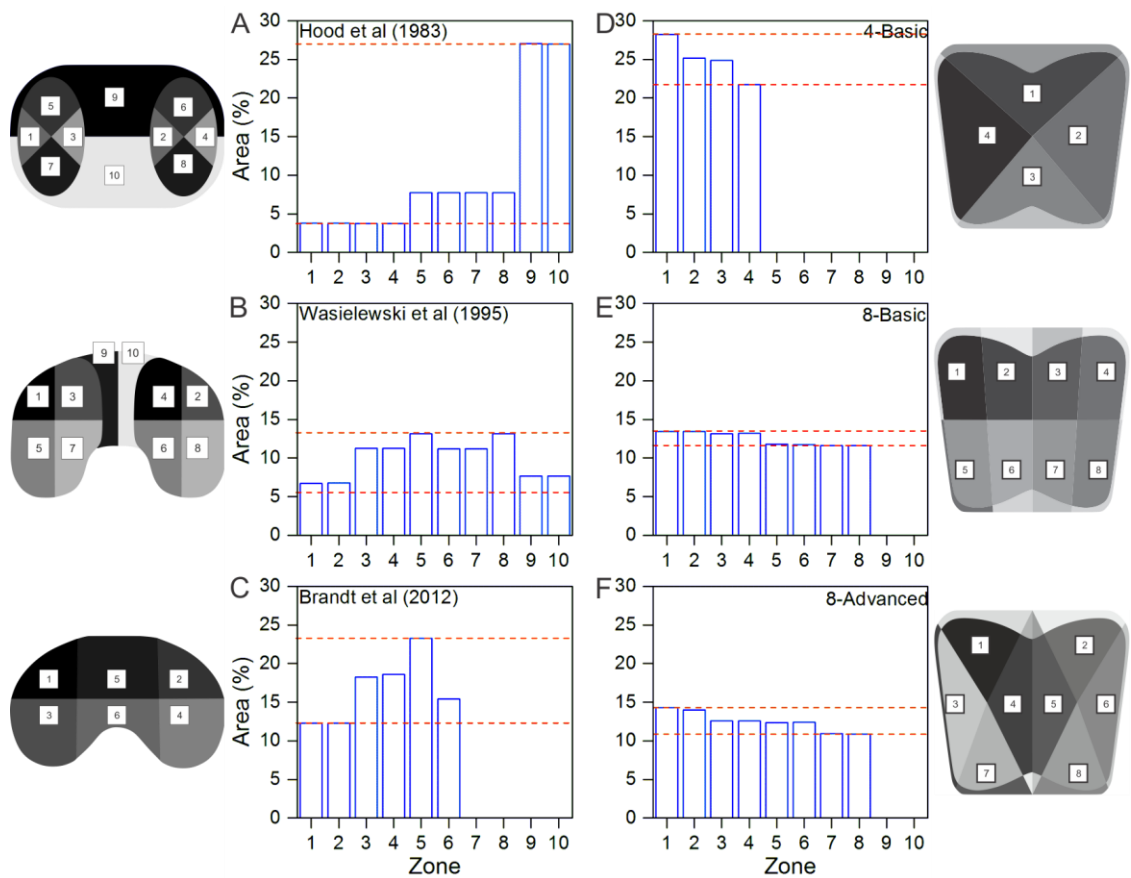 A
Hood et al (1983)
Area (%)
30
25
20
15
10
5
0
1 2 3 4 5 6 7 8 9 10
9
5 6
1 3 2 4
7 8
10
D
4-Basic
Area (%)
30
25
20
15
10
5
0
1 2 3 4 5 6 7 8 9 10
1
4 2
3
B
Wasielewski et al (1995)
Area (%)
30
25
20
15
10
5
0
1 2 3 4 5 6 7 8 9 10
9 10
1 3 4 2
5 7 6 8
E
8-Basic
Area (%)
30
25
20
15
10
5
0
1 2 3 4 5 6 7 8 9 10
1 2 3 4
5 6 7 8
C
Brandt et al (2012)
Area (%)
30
25
20
15
10
5
0
1 2 3 4 5 6 7 8 9 10
Zone
1 5 2
3 6 4
F
8-Advanced
Area (%)
30
25
20
15
10
5
0
1 2 3 4 5 6 7 8 9 10
Zone
1 2
3 4 5 6
7 8